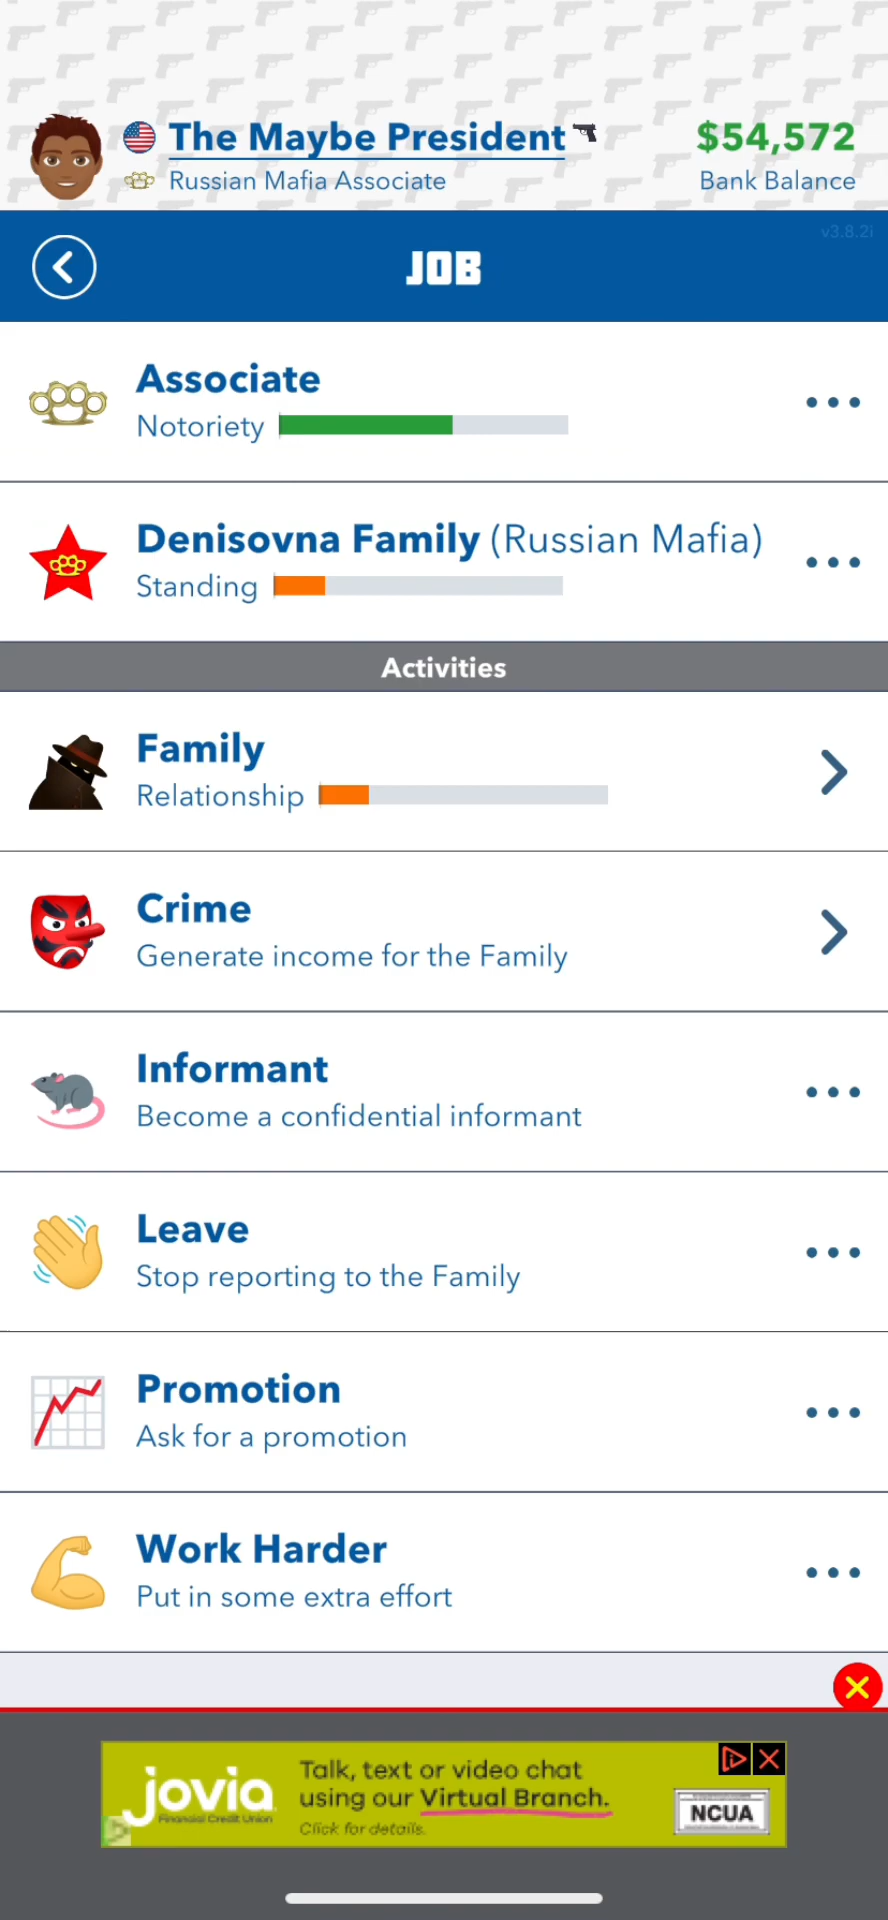 The Maybe President
$54,572
Russian Mafia Associate
Bank Balance
v3.8.2i
JOB
Associate
Notoriety
Denisovna Family (Russian Mafia)
Standing
Activities
Family
Relationship
Crime
Generate income for the Family
Informant
Become a confidential informant
Leave
Stop reporting to the Family
Promotion
Ask for a promotion
Work Harder
Put in some extra effort
jovia
Financial Credit Union
Talk, text or video chat
using our Virtual Branch.
Click for details.
NCUA